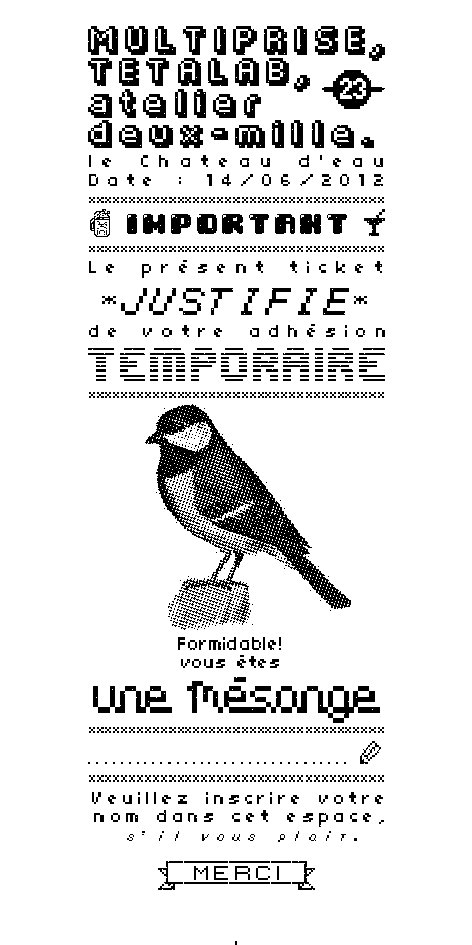 MULTIPRISE,
TETALAB,
23
atelier
deux-mille.
le Chateau d'eau
Date : 14/06/2012
IMPORTANT
Le présent ticket
*JUSTIFIE*
de votre adhésion
TEMPORAIRE
Formidable!
vous êtes
une Mésange
Veuillez inscrire votre
nom dans cet espace,
s'il vous plait.
MERCI